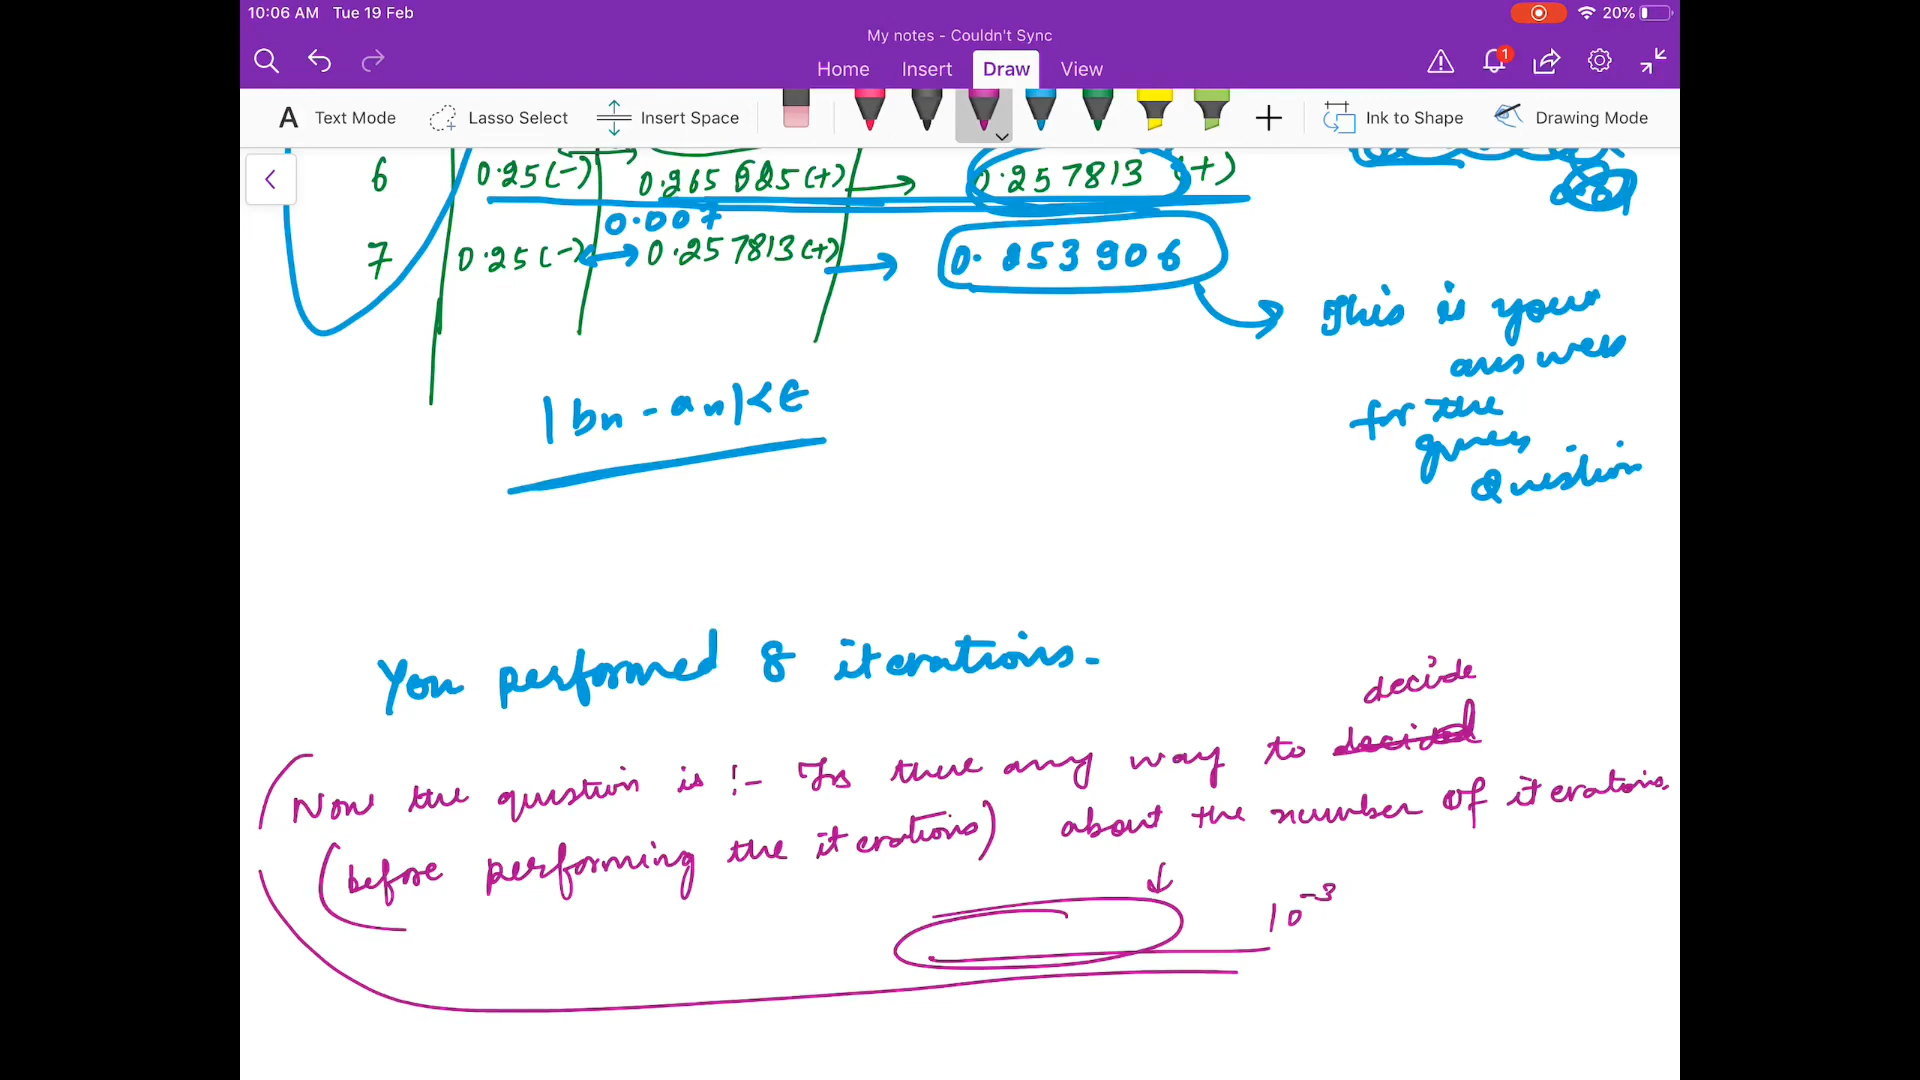 10:06 AM Tue 19 Feb
20%
My notes - Couldn't Sync
Home Insert Draw View
1
A Text Mode Lasso Select Insert Space Ink to Shape Drawing Mode
6 0.25(-) 0.265625(+) 0.257813 (+)
0.007
7 0.25(-) 0.257813(+) 0.253906
This is your
answer
for the
given
Question
|bn - an|< ε
You performed 8 iterations.
decide
Now the question is :- Is there any way to decided
(before performing the iterations) about the number of iterations.
10⁻³